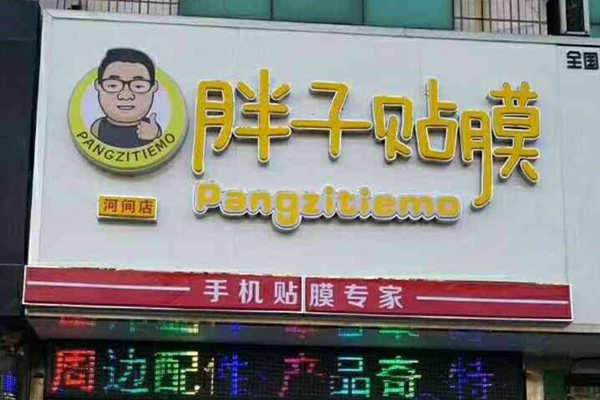 全国
胖子贴膜
PANGZITIEMO
Pangzitiemo
河间店
手机贴膜专家
周边配件产品奇特